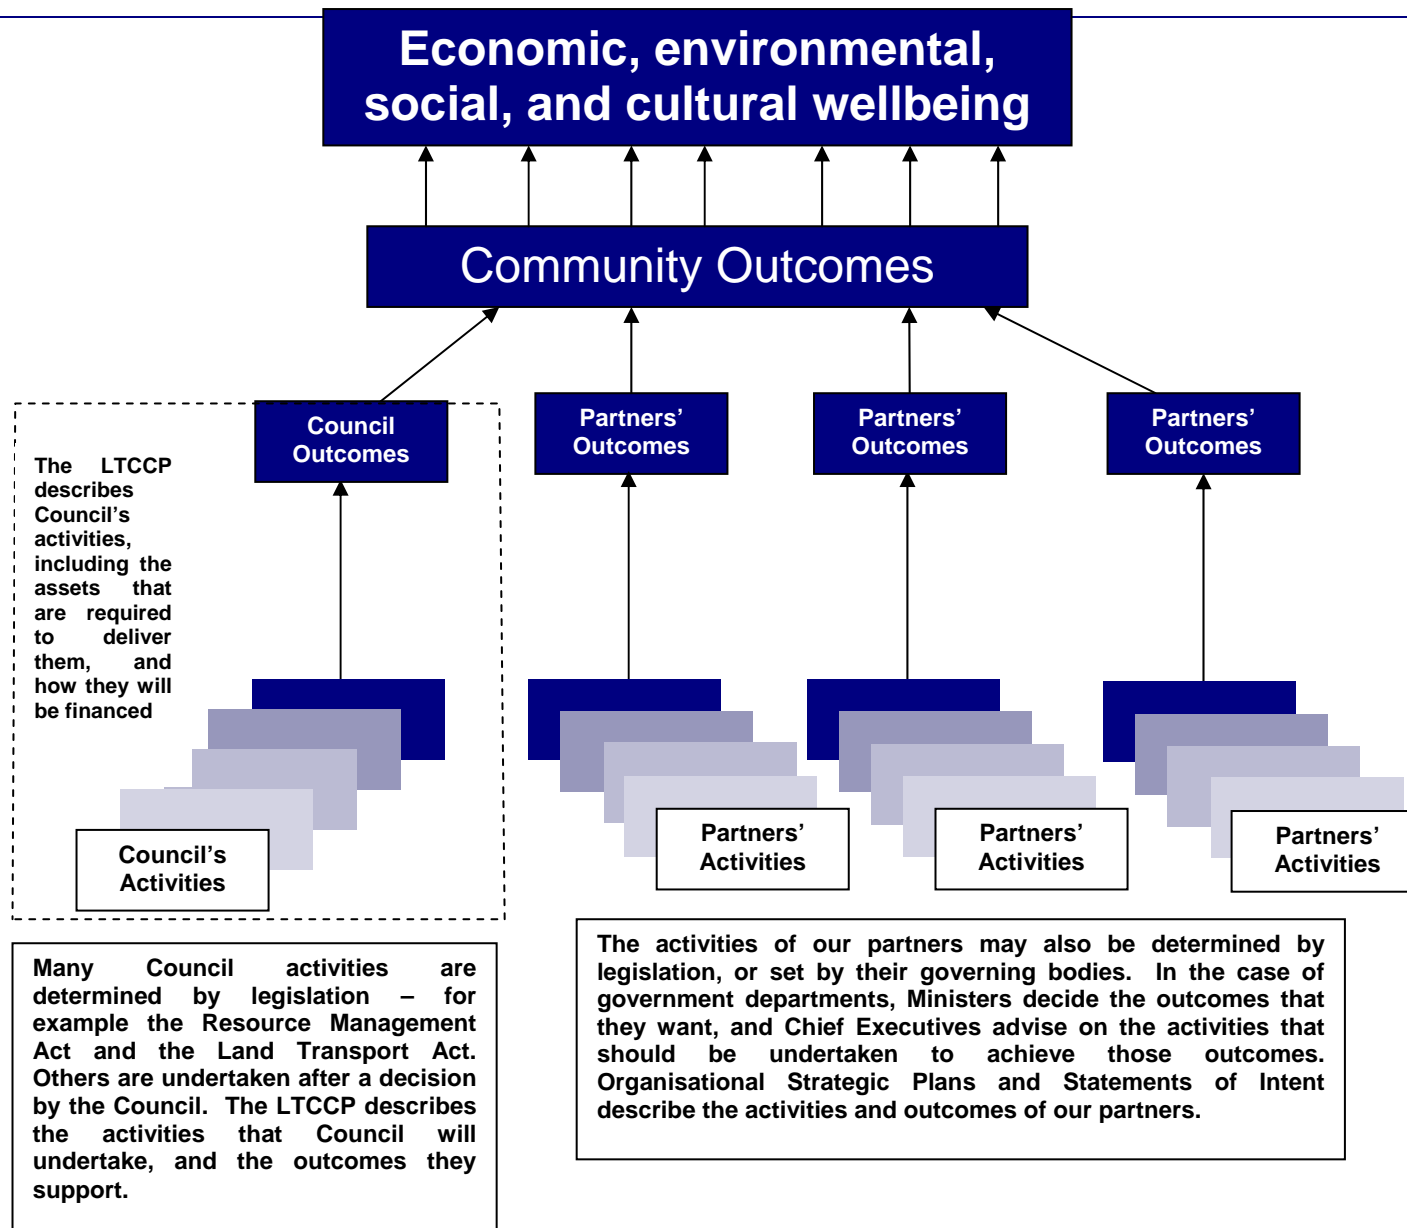 Economic, environmental,
social, and cultural wellbeing
Community Outcomes
Council
Outcomes
Partners’
Outcomes
Partners’
Outcomes
Partners’
Outcomes
The LTCCP
describes
Council’s
activities,
including the
assets that
are required
to deliver
them, and
how they will
be financed
Council’s
Activities
Partners’
Activities
Partners’
Activities
Partners’
Activities
Many Council activities are
determined by legislation – for
example the Resource Management
Act and the Land Transport Act.
Others are undertaken after a decision
by the Council. The LTCCP describes
the activities that Council will
undertake, and the outcomes they
support.
The activities of our partners may also be determined by
legislation, or set by their governing bodies. In the case of
government departments, Ministers decide the outcomes that
they want, and Chief Executives advise on the activities that
should be undertaken to achieve those outcomes.
Organisational Strategic Plans and Statements of Intent
describe the activities and outcomes of our partners.